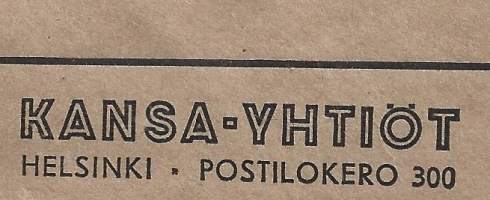 KANSA-YHTIÖT
HELSINKI · POSTILOKERO 300